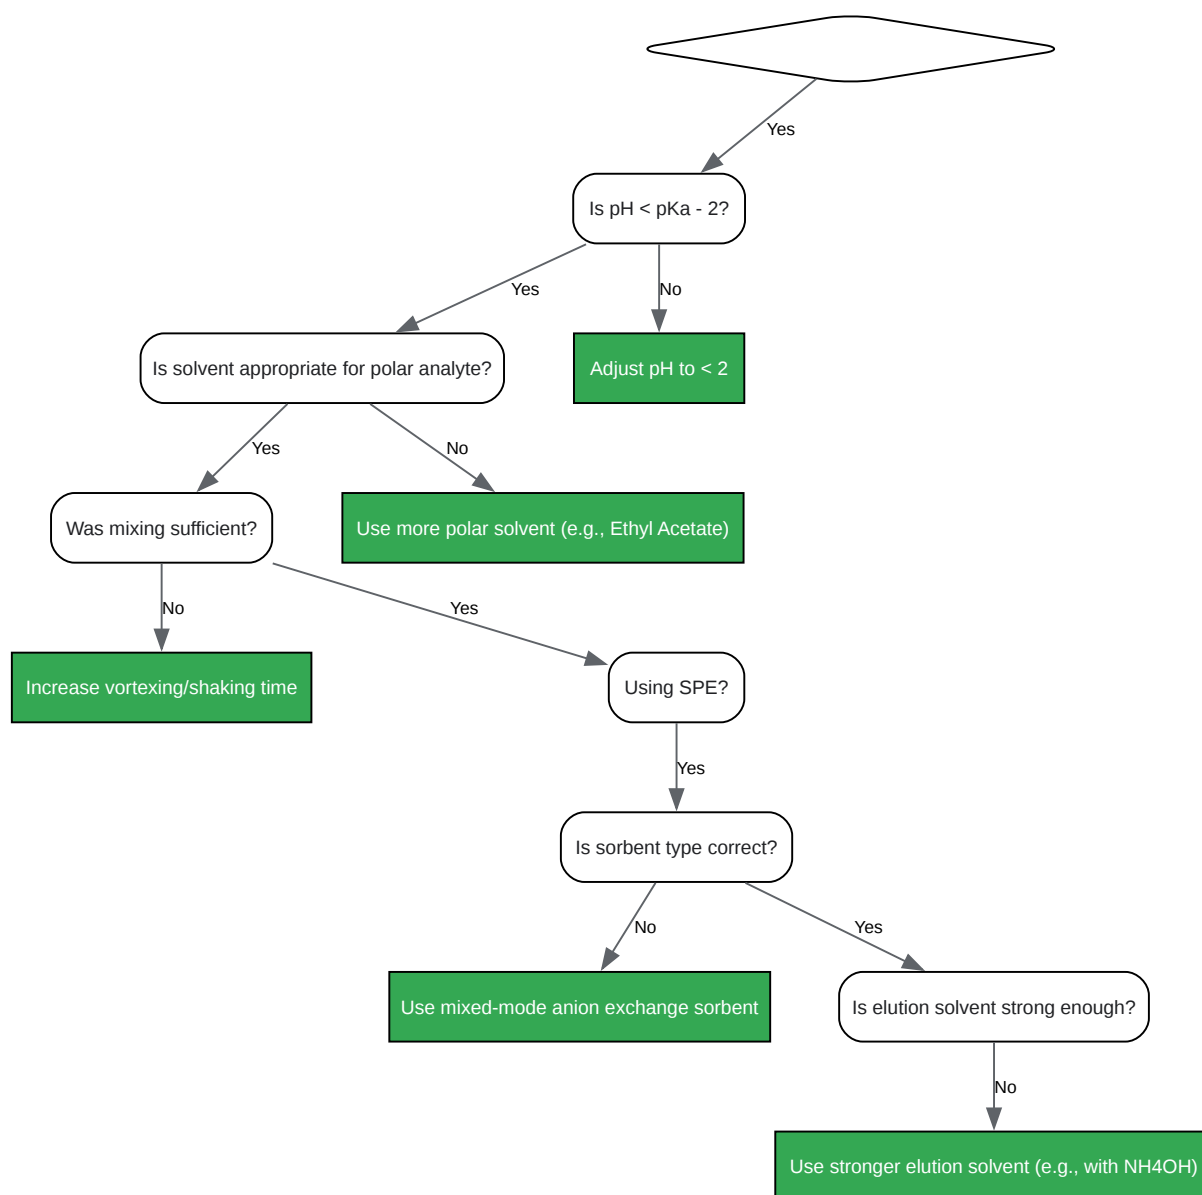 Yes
Is pH < pKa - 2?
Yes
No
Is solvent appropriate for polar analyte?
Adjust pH to < 2
Yes
No
Was mixing sufficient?
Use more polar solvent (e.g., Ethyl Acetate)
No
Yes
Increase vortexing/shaking time
Using SPE?
Yes
Is sorbent type correct?
No
Yes
Use mixed-mode anion exchange sorbent
Is elution solvent strong enough?
No
Use stronger elution solvent (e.g., with NH4OH)